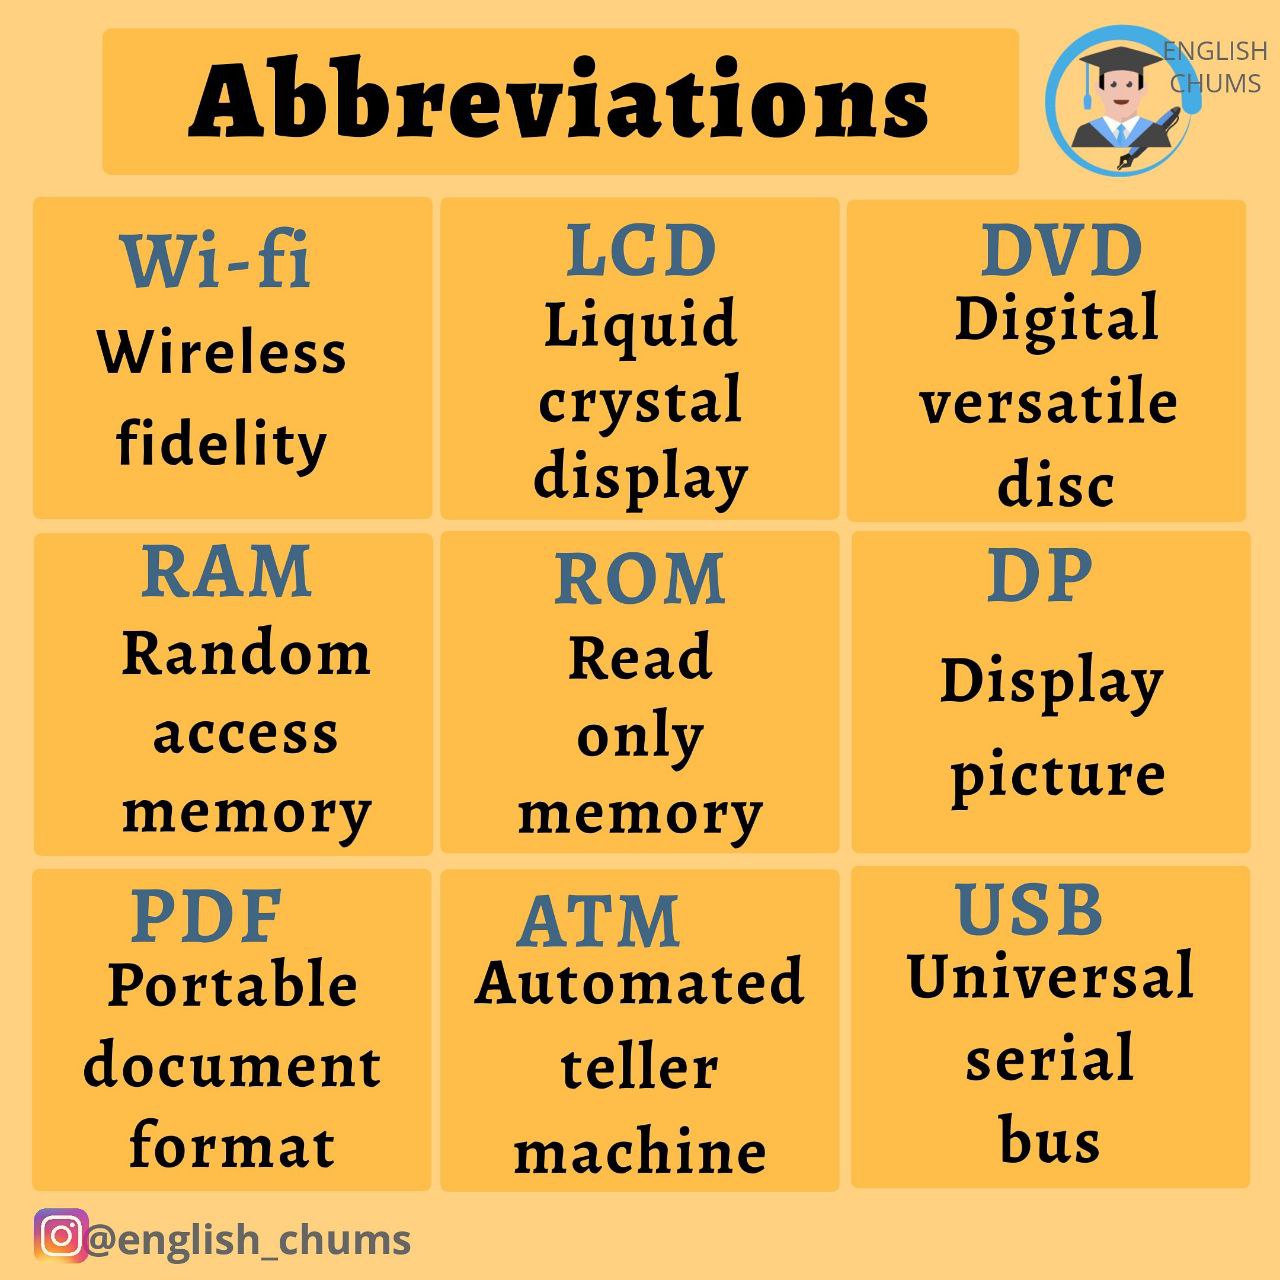 Abbreviations
ENGLISH
CHUMS
Wi-fi
Wireless
fidelity
LCD
Liquid
crystal
display
DVD
Digital
versatile
disc
RAM
Random
access
memory
ROM
Read
only
memory
DP
Display
picture
PDF
Portable
document
format
ATM
Automated
teller
machine
USB
Universal
serial
bus
@english_chums